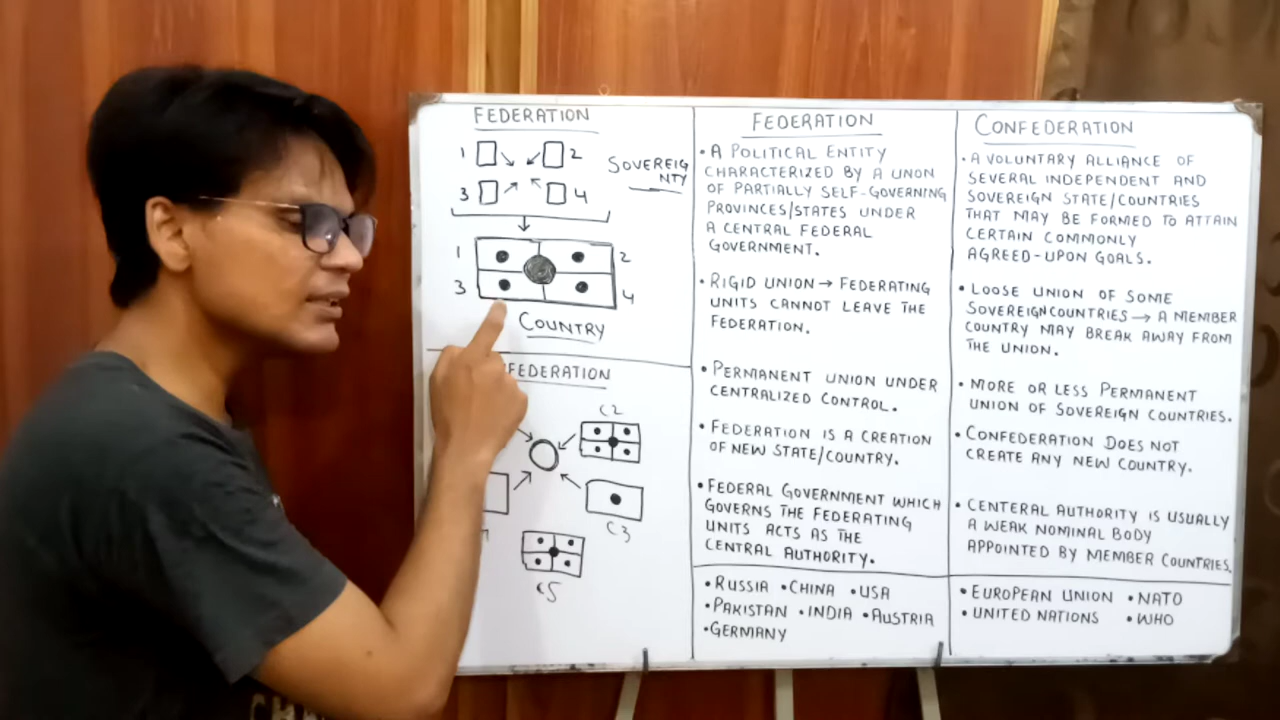 FEDERATION
1 2
SOVEREIG
NTY
3 4
1 2
3 4
COUNTRY
FEDERATION
C2
C3
C5
FEDERATION
• A POLITICAL ENTITY
CHARACTERIZED BY A UNON
OF PARTIALLY SELF-GOVERNING
PROVINCES/STATES UNDER
A CENTRAL FEDERAL
GOVERNMENT.
• RIGID UNION → FEDERATING
UNITS CANNOT LEAVE THE
FEDERATION.
• PERMANENT UNION UNDER
CENTRALIZED CONTROL.
• FEDERATION IS A CREATION
OF NEW STATE/COUNTRY.
• FEDERAL GOVERNMENT WHICH
GOVERNS THE FEDERATING
UNITS ACTS AS THE
CENTRAL AUTHORITY.
• RUSSIA • CHINA • USA
• PAKISTAN • INDIA • AUSTRIA
• GERMANY
CONFEDERATION
• A VOLUNTARY ALLIANCE OF
SEVERAL INDEPENDENT AND
SOVEREIGN STATE/COUNTRIES
THAT MAY BE FORMED TO ATTAIN
CERTAIN COMMONLY
AGREED-UPON GOALS.
• LOOSE UNION OF SOME
SOVEREIGN COUNTRIES → A MEMBER
COUNTRY MAY BREAK AWAY FROM
THE UNION.
• MORE OR LESS PERMANENT
UNION OF SOVEREIGN COUNTRIES.
• CONFEDERATION DOES NOT
CREATE ANY NEW COUNTRY.
• CENTERAL AUTHORITY IS USUALLY
A WEAK NOMINAL BODY
APPOINTED BY MEMBER COUNTRIES.
• EUROPEAN UNION • NATO
• UNITED NATIONS • WHO